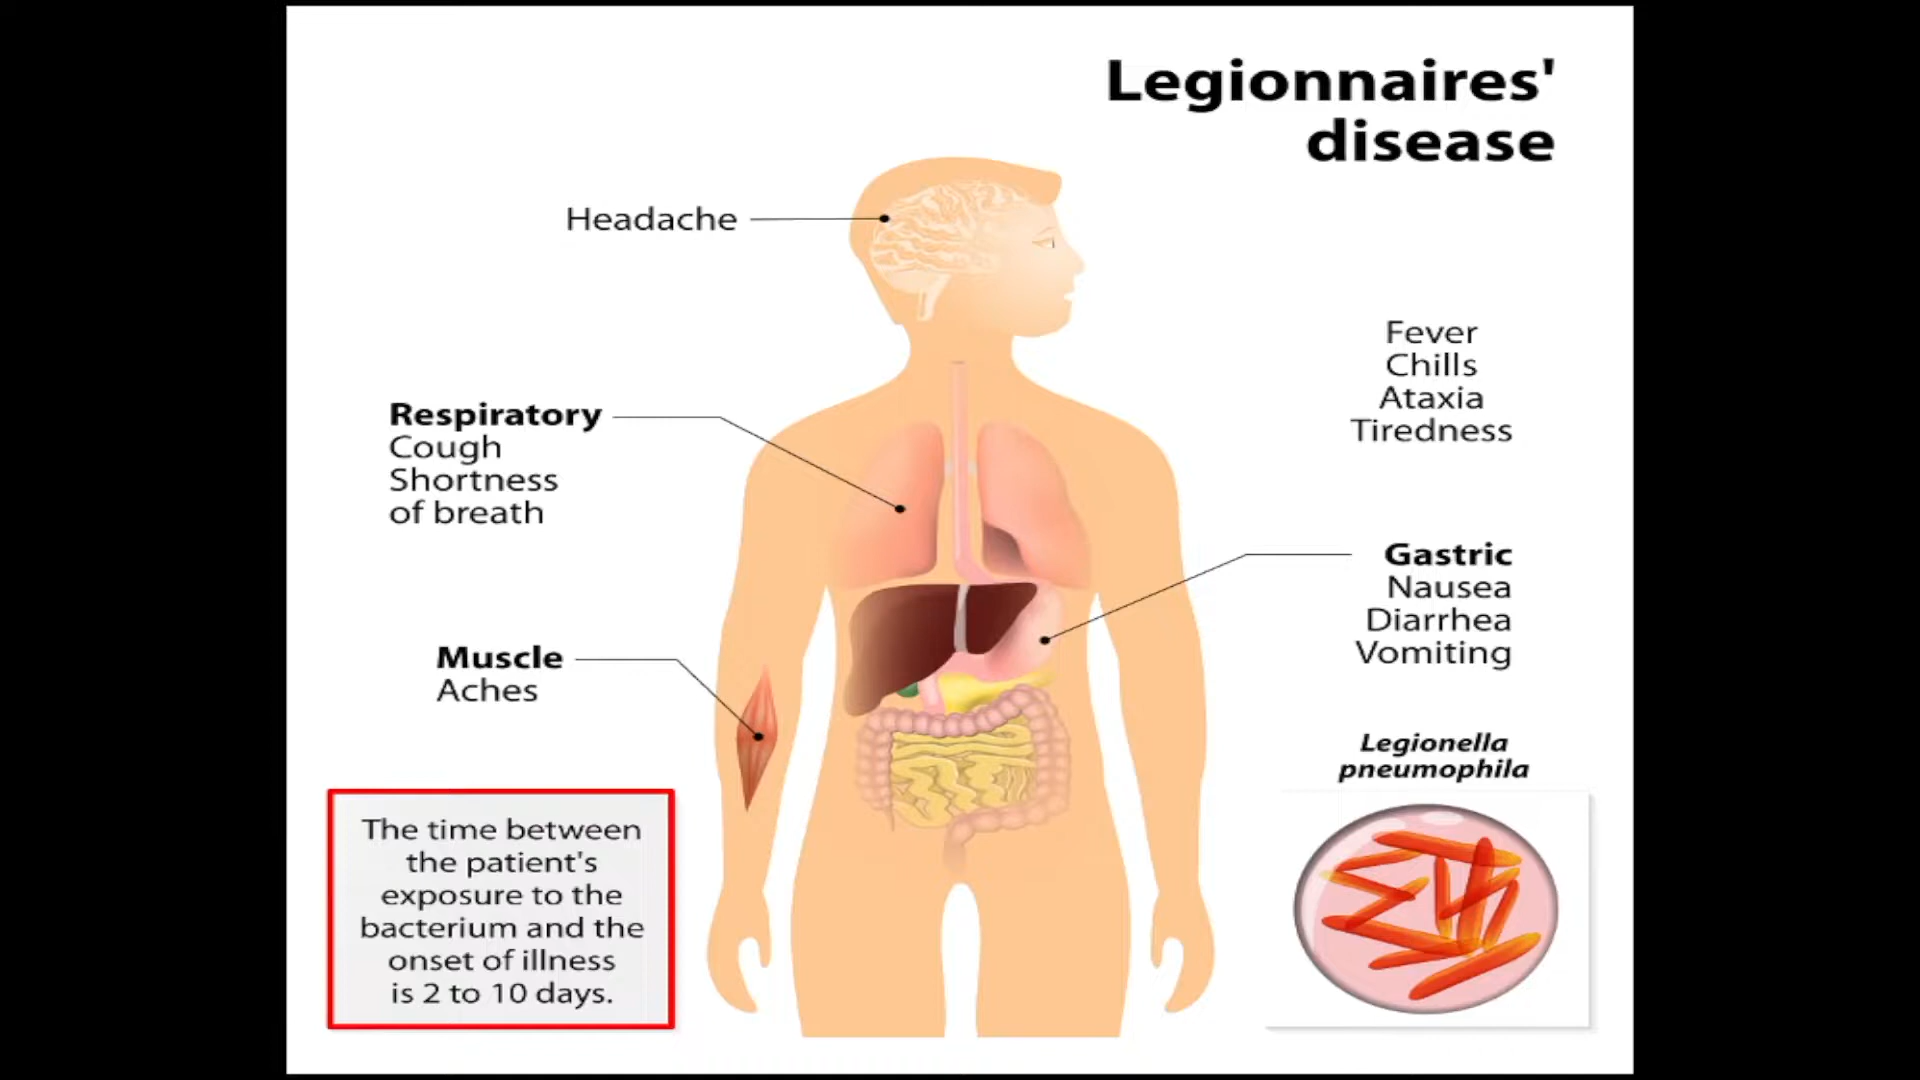 Legionnaires'
disease
Headache
Fever
Chills
Ataxia
Tiredness
Respiratory
Cough
Shortness
of breath
Gastric
Nausea
Diarrhea
Vomiting
Muscle
Aches
Legionella
pneumophila
The time between
the patient's
exposure to the
bacterium and the
onset of illness
is 2 to 10 days.